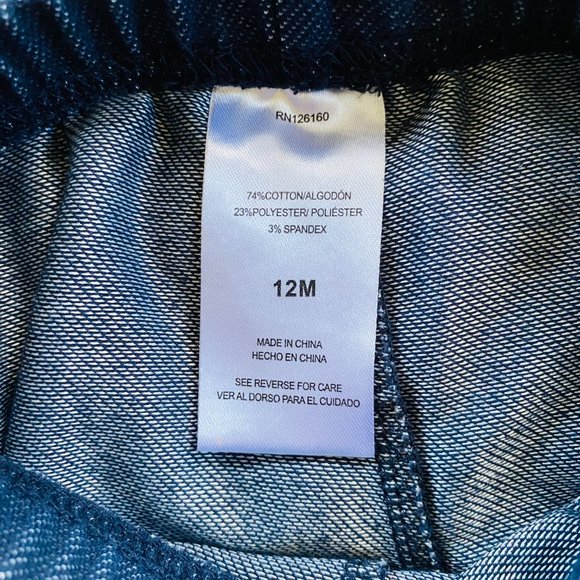 RN126160
74%COTTON/ALGODÓN
23%POLYESTER/ POLIÉSTER
3% SPANDEX
12M
MADE IN CHINA
HECHO EN CHINA
SEE REVERSE FOR CARE
VER AL DORSO PARA EL CUIDADO